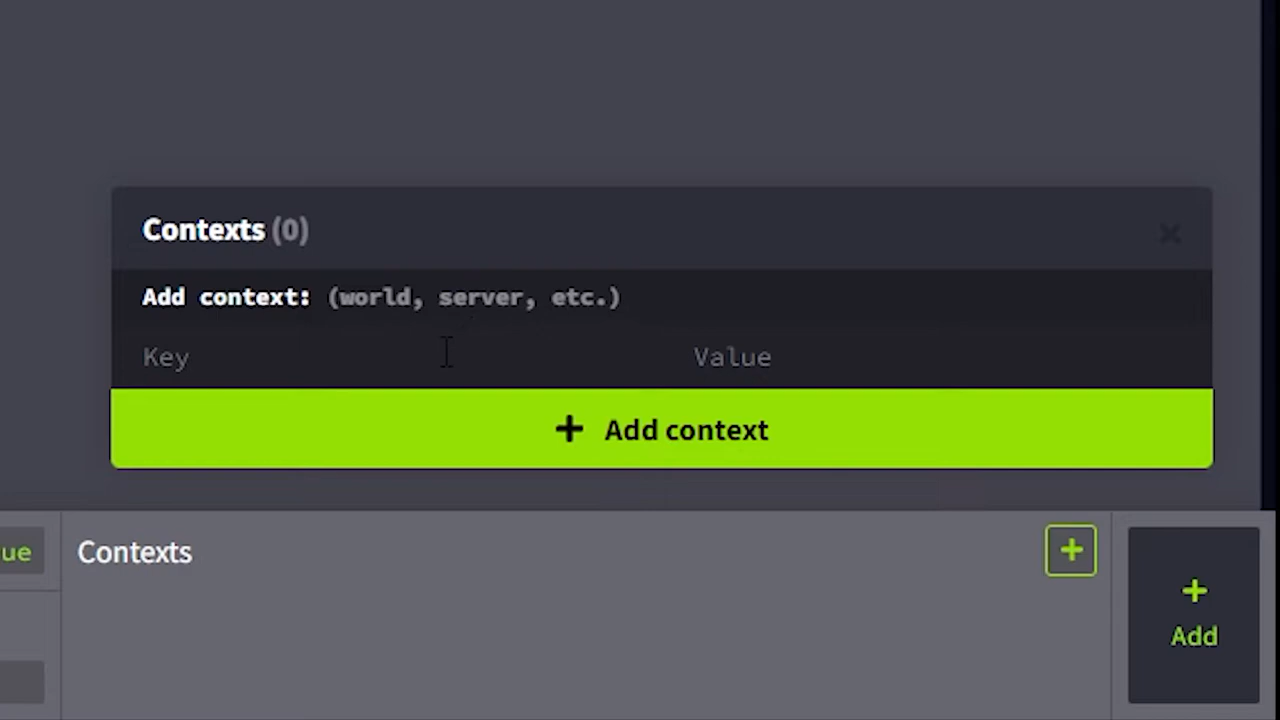 Contexts (0)
Add context: (world, server, etc.)
Key Value
Add context
ue Contexts
Add